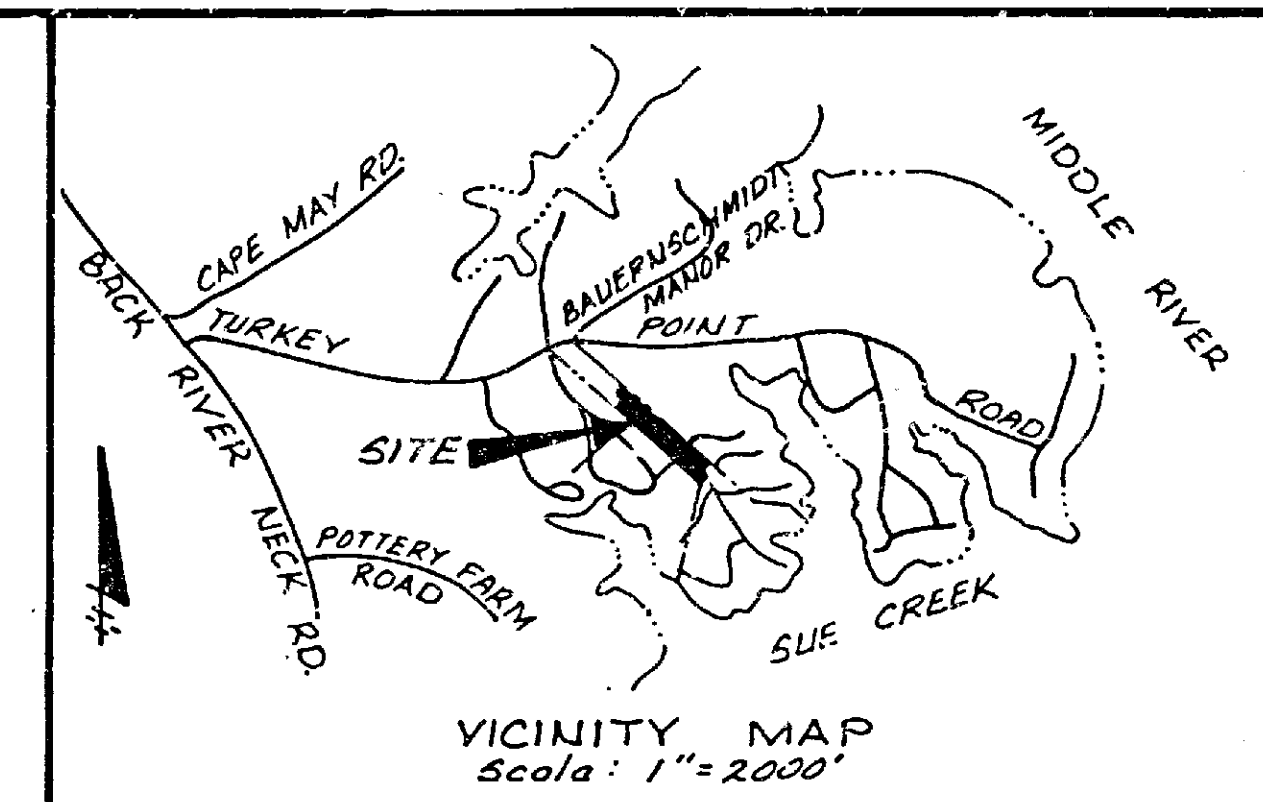 MIDDLE
RIVER
CAPE MAY RD.
BAUERNSCHMIDT
MANOR DR.
BACK
RIVER
NECK
RD.
TURKEY
POINT
ROAD
SITE
POTTERY FARM
ROAD
SUE CREEK
VICINITY MAP
Scale: 1"=2000'